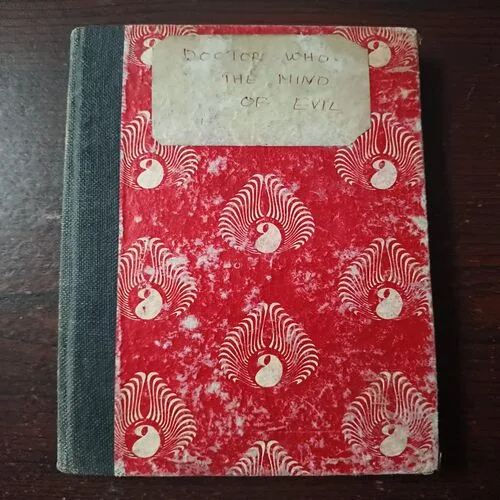 DOCTOR WHO
THE MIND
OF EVIL